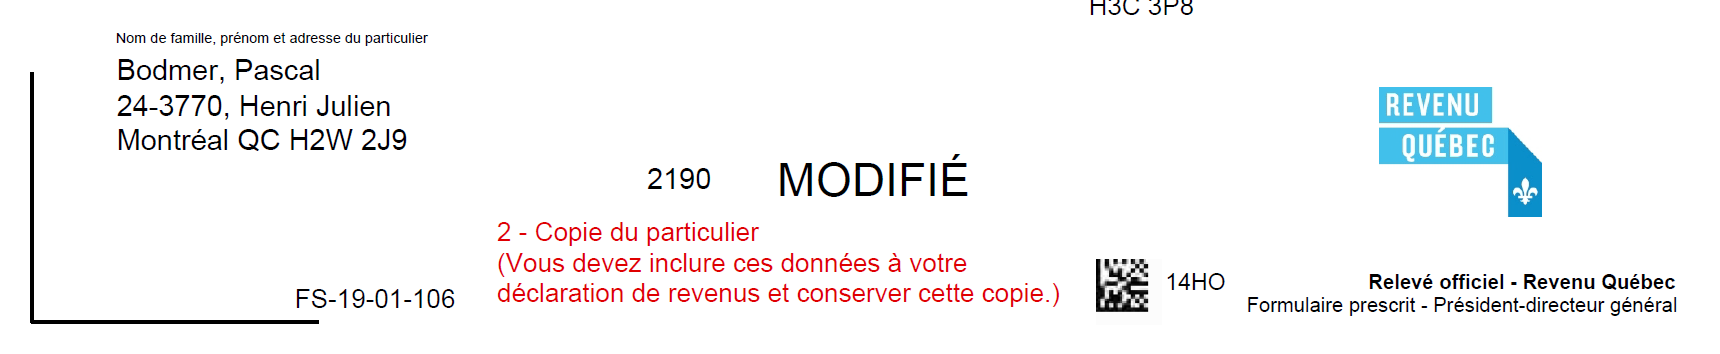 H3C 3P8
Nom de famille, prénom et adresse du particulier
Bodmer, Pascal
24-3770, Henri Julien
Montréal QC H2W 2J9
REVENU
QUÉBEC
2190
MODIFIÉ
2 - Copie du particulier
(Vous devez inclure ces données à votre
déclaration de revenus et conserver cette copie.)
FS-19-01-106
14HO
Relevé officiel - Revenu Québec
Formulaire prescrit - Président-directeur général